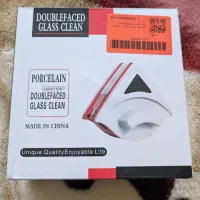 DOUBLEFACED
GLASS CLEAN
PORCELAIN
DOUBLEFACED
GLASS CLEAN
MADE IN CHINA
Unique Quality Enjoyable Life